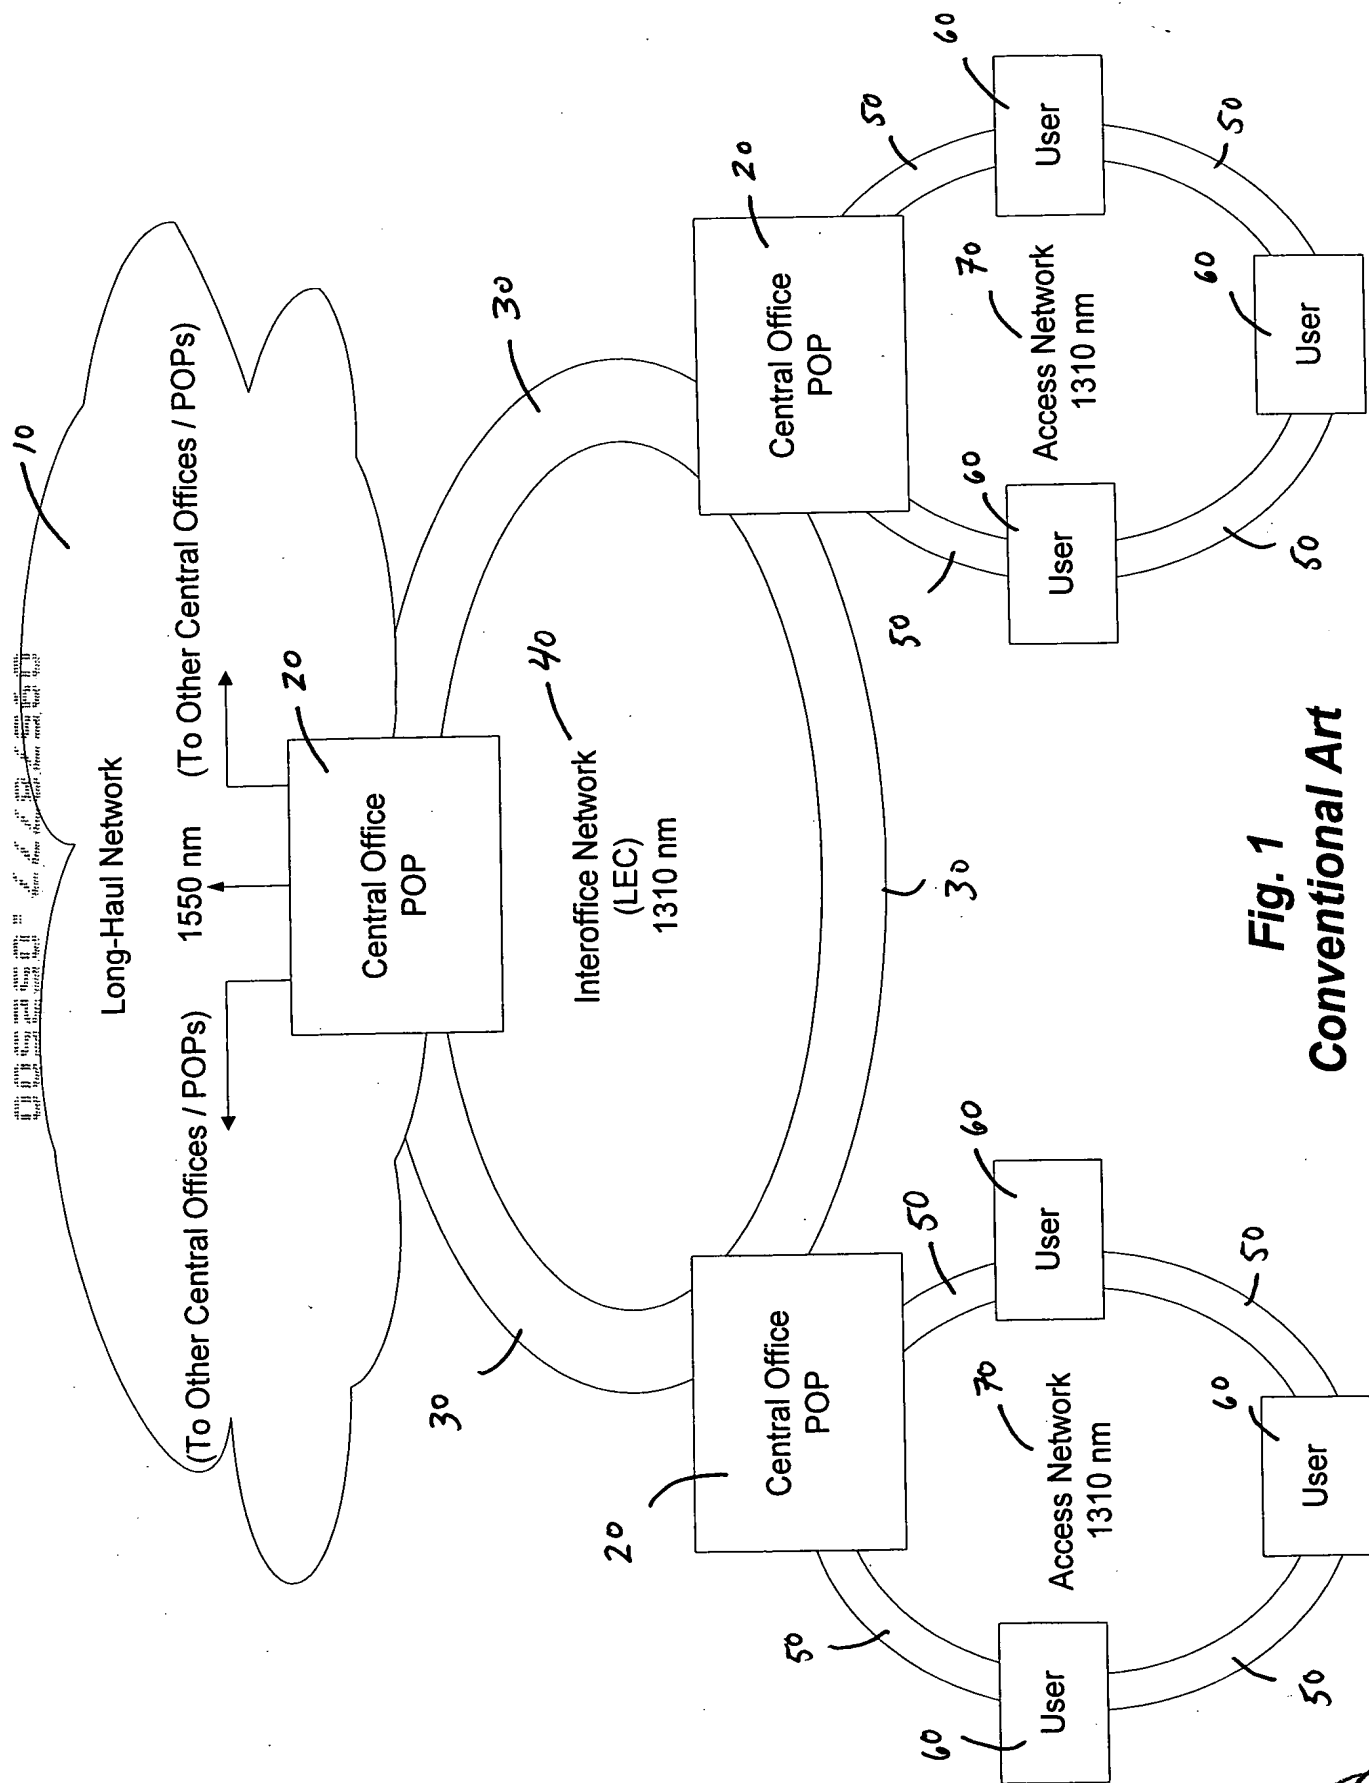 10
Long-Haul Network
(To Other Central Offices / POPs)
1550 nm
(To Other Central Offices / POPs)
20
Central Office
POP
30
30
Interoffice Network
40
(LEC)
1310 nm
20
Central Office
POP
20
Central Office
POP
30
50
50
60
User
Access Network
70
1310 nm
60
User
50
50
60
User
50
50
60
User
Access Network
70
1310 nm
60
User
50
50
60
User
Fig. 1
Conventional Art